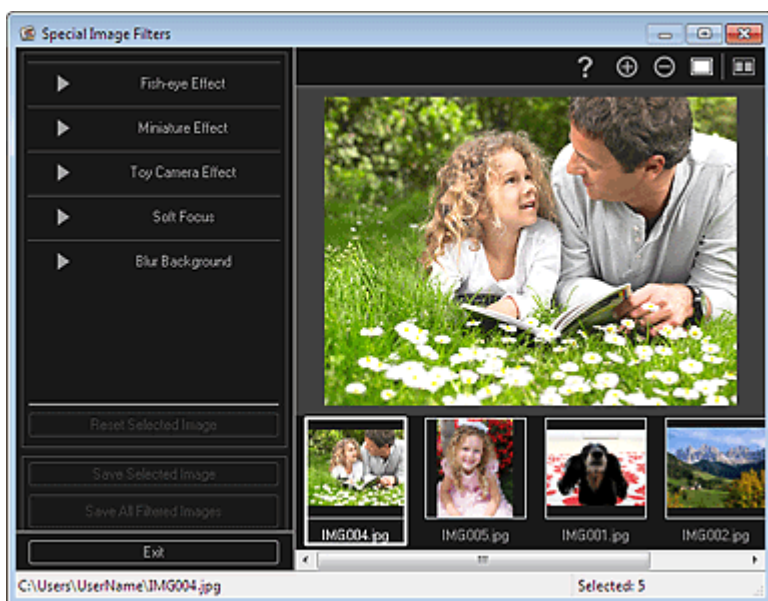 Special Image Filters
?
Fish-eye Effect
Miniature Effect
Toy Camera Effect
Soft Focus
Blur Background
Reset Selected Image
Save Selected Image
Save All Filtered Images
Exit
IMG004.jpg
IMG005.jpg
IMG001.jpg
IMG002.jpg
C:\Users\UserName\IMG004.jpg
Selected: 5